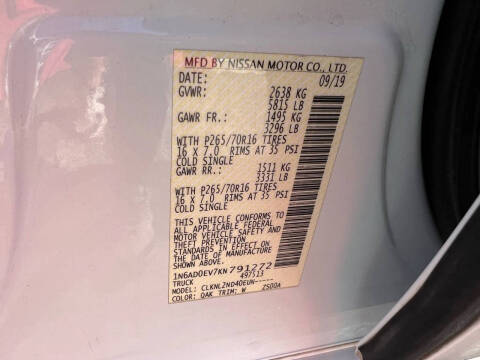 MFD BY NISSAN MOTOR CO., LTD.
DATE: 09/19
GVWR: 2638 KG
5815 LB
GAWR FR.: 1495 KG
3296 LB
WITH P265/70R16 TIRES
16 X 7.0 RIMS AT 35 PSI
COLD SINGLE
GAWR RR.: 1511 KG
3331 LB
WITH P265/70R16 TIRES
16 X 7.0 RIMS AT 35 PSI
COLD SINGLE
THIS VEHICLE CONFORMS TO
ALL APPLICABLE FEDERAL
MOTOR VEHICLE SAFETY AND
THEFT PREVENTION
STANDARDS IN EFFECT ON
THE DATE OF MANUFACTURE
SHOWN ABOVE.
1N6AD0EV7KN791272
TRUCK 497513
MODEL: CLKNLZND40EUN-----
COLOR: QAK TRIM: W 2500A